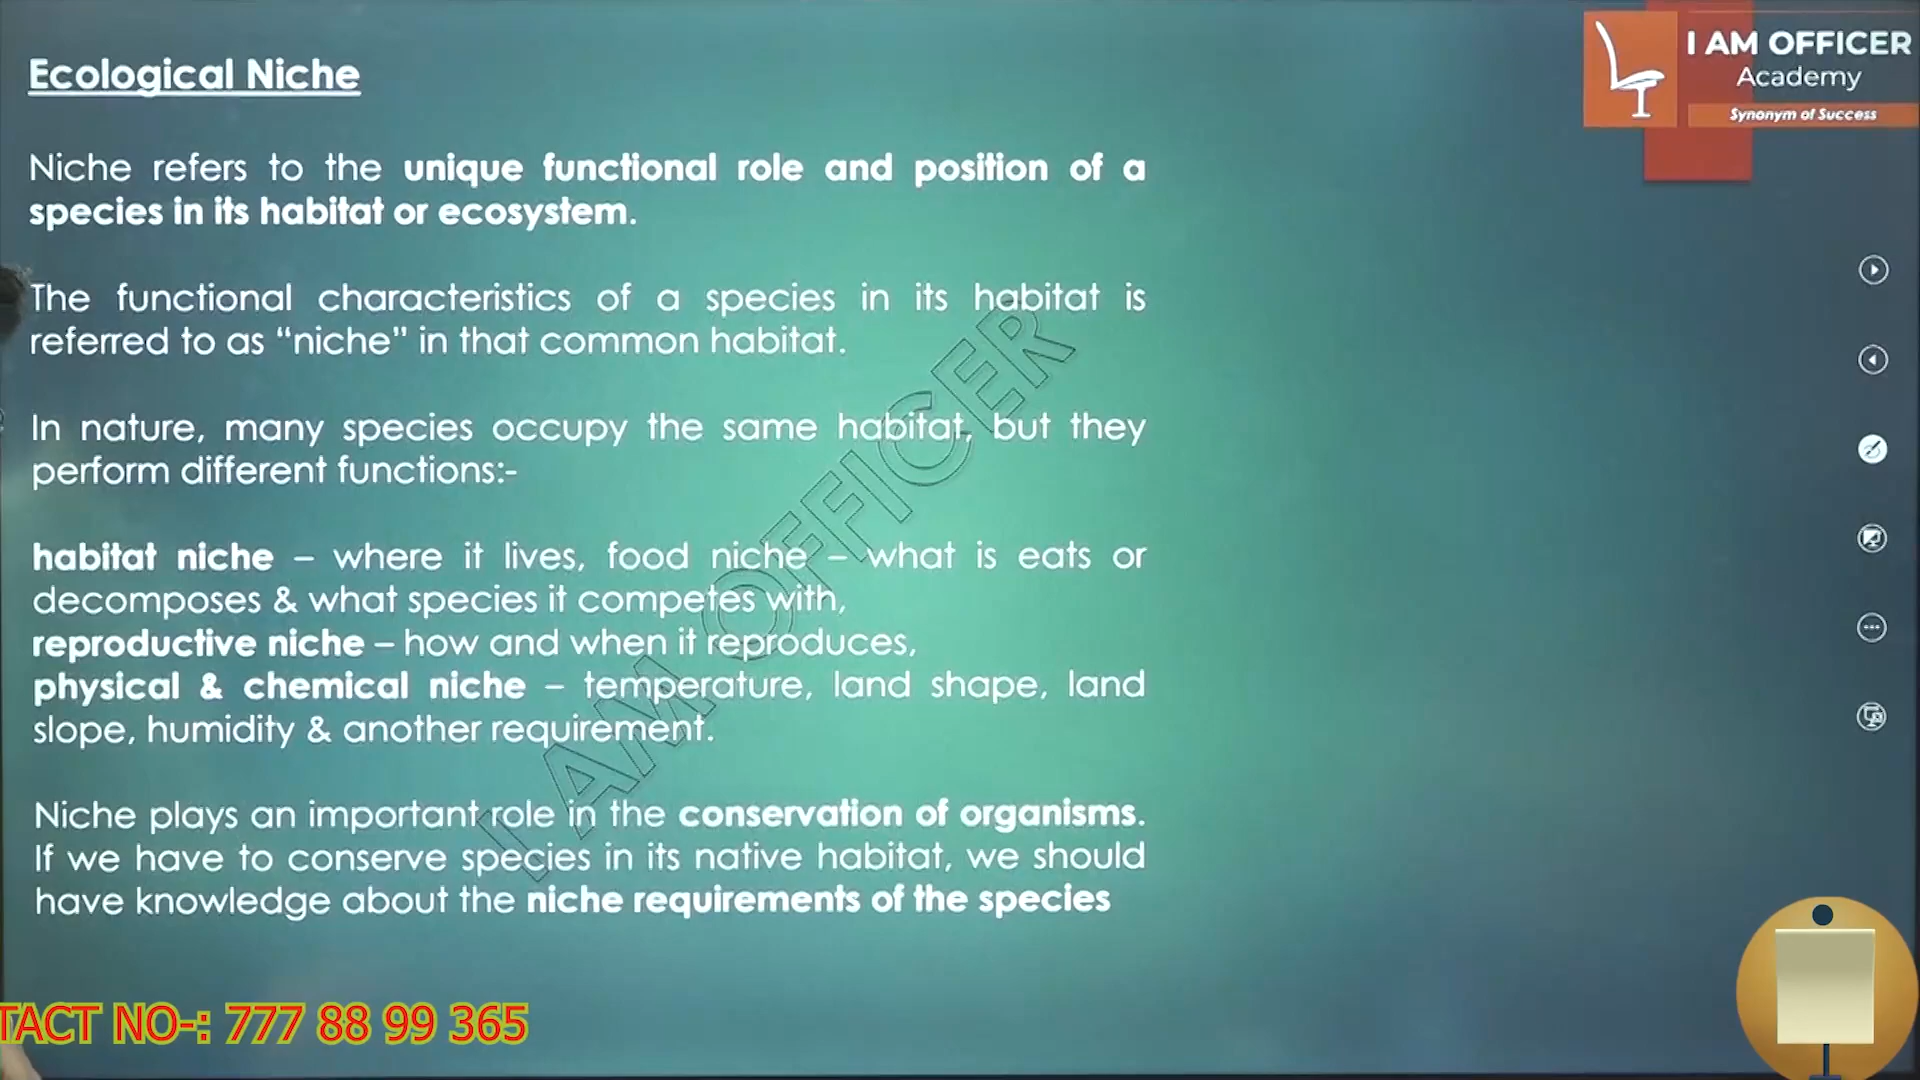 Ecological Niche
I AM OFFICER
Academy
Synonym of Success
Niche refers to the unique functional role and position of a
species in its habitat or ecosystem.
The functional characteristics of a species in its habitat is
referred to as “niche” in that common habitat.
In nature, many species occupy the same habitat, but they
perform different functions:-
habitat niche – where it lives, food niche – what is eats or
decomposes & what species it competes with,
reproductive niche – how and when it reproduces,
physical & chemical niche – temperature, land shape, land
slope, humidity & another requirement.
Niche plays an important role in the conservation of organisms.
If we have to conserve species in its native habitat, we should
have knowledge about the niche requirements of the species
I AM OFFICER
TACT NO-: 777 88 99 365